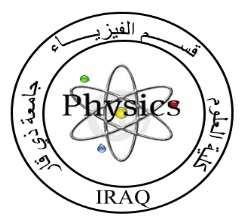 قسم الفيزياء
كلية العلوم
جامعة ذي قار
Physics
IRAQ